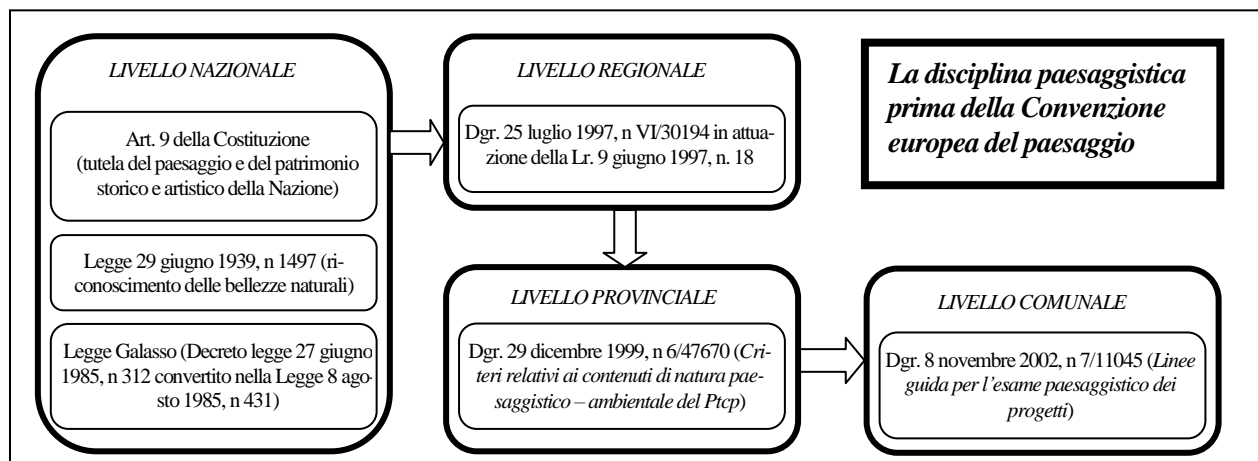 LIVELLO NAZIONALE
Art. 9 della Costituzione
(tutela del paesaggio e del patrimonio
storico e artistico della Nazione)
Legge 29 giugno 1939, n 1497 (ri-
conoscimento delle bellezze naturali)
Legge Galasso (Decreto legge 27 giugno
1985, n 312 convertito nella Legge 8 ago-
sto 1985, n 431)
LIVELLO REGIONALE
Dgr. 25 luglio 1997, n VI/30194 in attua-
zione della Lr. 9 giugno 1997, n. 18
La disciplina paesaggistica
prima della Convenzione
europea del paesaggio
LIVELLO PROVINCIALE
Dgr. 29 dicembre 1999, n 6/47670 (Cri-
teri relativi ai contenuti di natura pae-
saggistico – ambientale del Ptcp)
LIVELLO COMUNALE
Dgr. 8 novembre 2002, n 7/11045 (Linee
guida per l’esame paesaggistico dei
progetti)